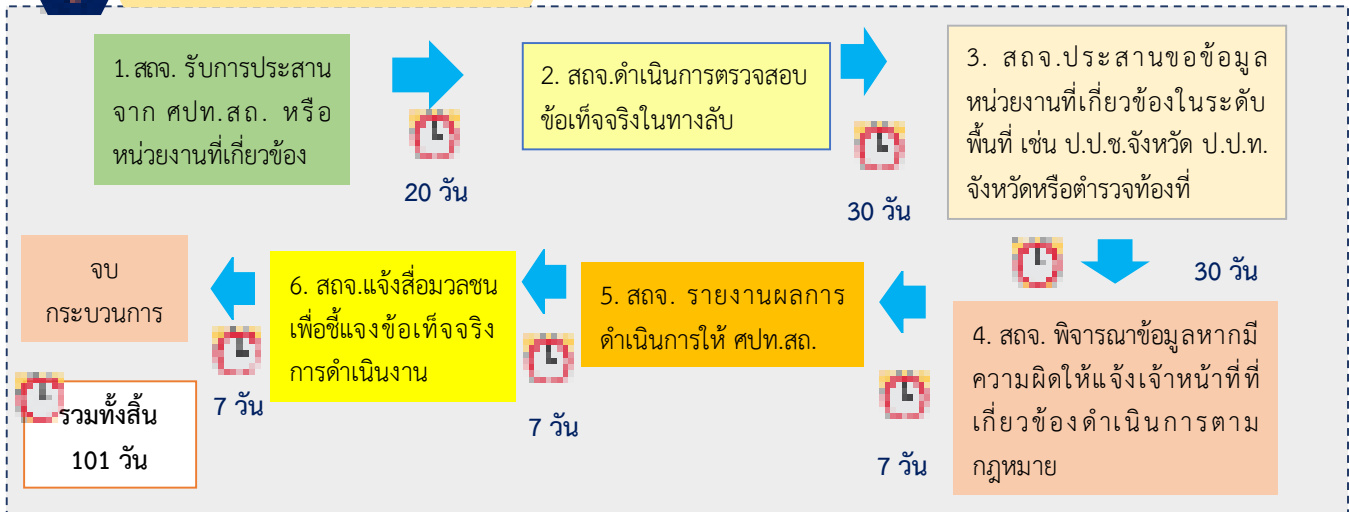 1. สถจ. รับการประสาน
จาก ศปท.สถ. หรือ
หน่วยงานที่เกี่ยวข้อง
20 วัน
2. สถจ.ดำเนินการตรวจสอบ
ข้อเท็จจริงในทางลับ
30 วัน
3. สถจ.ประสานขอข้อมูล
หน่วยงานที่เกี่ยวข้องในระดับ
พื้นที่ เช่น ป.ป.ช.จังหวัด ป.ป.ท.
จังหวัดหรือตำรวจท้องที่
30 วัน
4. สถจ. พิจารณาข้อมูลหากมี
ความผิดให้แจ้งเจ้าหน้าที่ที่
เกี่ยวข้องดำเนินการตาม
กฎหมาย
7 วัน
5. สถจ. รายงานผลการ
ดำเนินการให้ ศปท.สถ.
7 วัน
6. สถจ.แจ้งสื่อมวลชน
เพื่อชี้แจงข้อเท็จจริง
การดำเนินงาน
7 วัน
จบ
กระบวนการ
รวมทั้งสิ้น
101 วัน